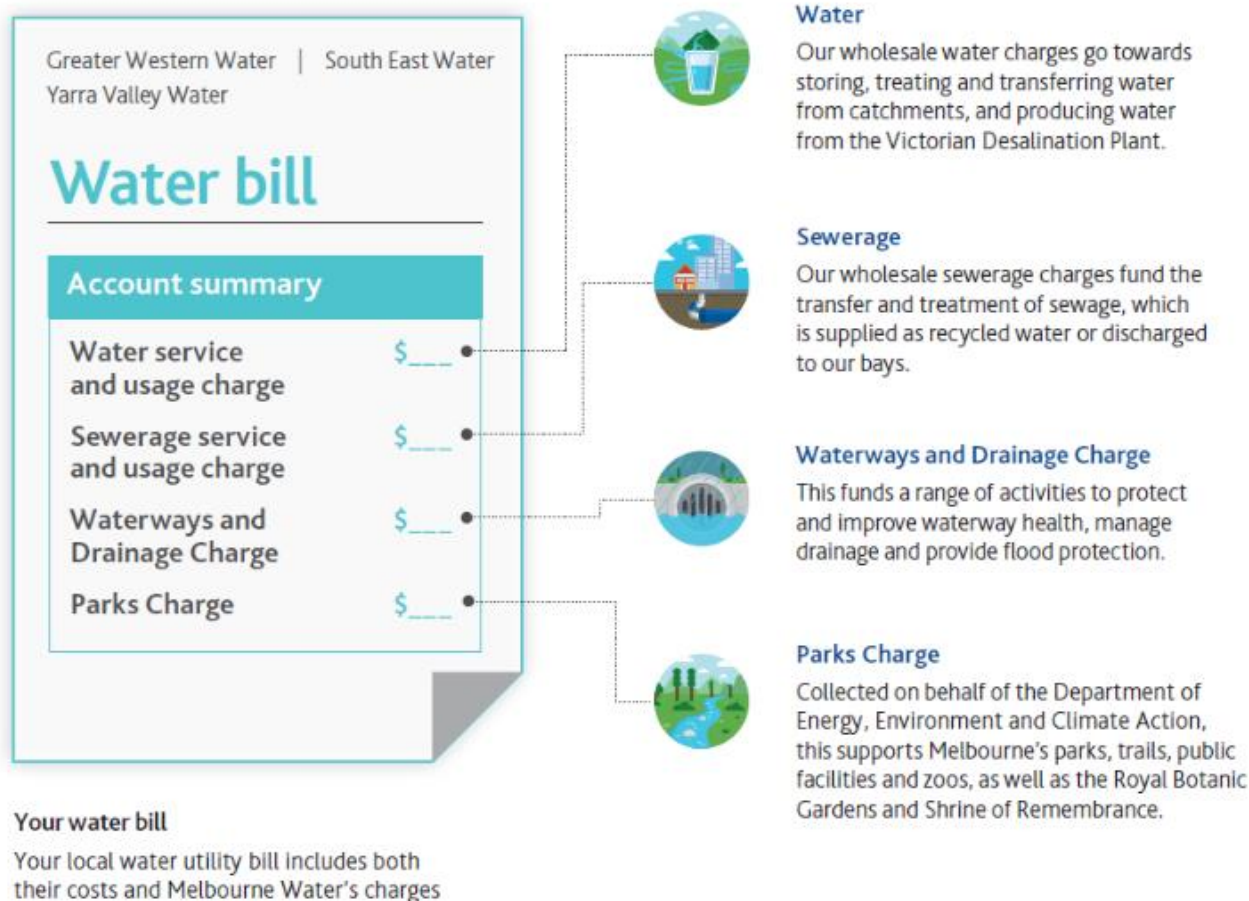 Greater Western Water | South East Water
Yarra Valley Water
Water bill
Account summary
Water service $___
and usage charge
Sewerage service $___
and usage charge
Waterways and $___
Drainage Charge
Parks Charge $___
Water
Our wholesale water charges go towards
storing, treating and transferring water
from catchments, and producing water
from the Victorian Desalination Plant.
Sewerage
Our wholesale sewerage charges fund the
transfer and treatment of sewage, which
is supplied as recycled water or discharged
to our bays.
Waterways and Drainage Charge
This funds a range of activities to protect
and improve waterway health, manage
drainage and provide flood protection.
Parks Charge
Collected on behalf of the Department of
Energy, Environment and Climate Action,
this supports Melbourne's parks, trails, public
facilities and zoos, as well as the Royal Botanic
Gardens and Shrine of Remembrance.
Your water bill
Your local water utility bill includes both
their costs and Melbourne Water's charges